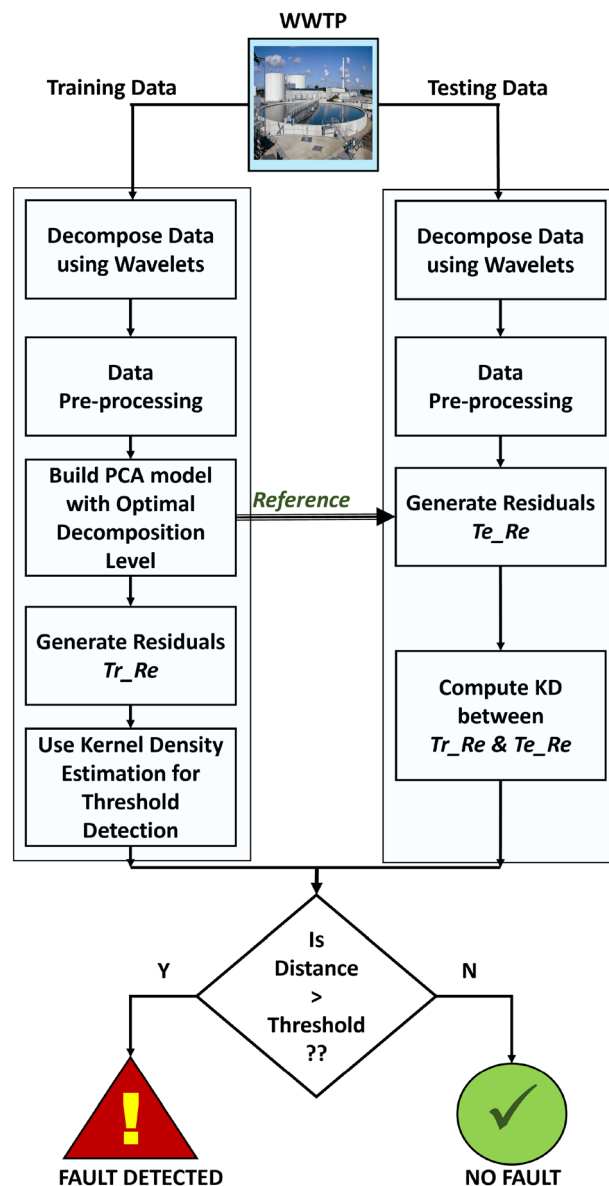 WWTP
Training Data
Testing Data
Decompose Data
using Wavelets
Data
Pre-processing
Build PCA model
with Optimal
Decomposition
Level
Generate Residuals
Tr_Re
Use Kernel Density
Estimation for
Threshold
Detection
Reference
Decompose Data
using Wavelets
Data
Pre-processing
Generate Residuals
Te_Re
Compute KD
between
Tr_Re & Te_Re
Is
Distance
>
Threshold
??
Y
N
!
FAULT DETECTED
NO FAULT